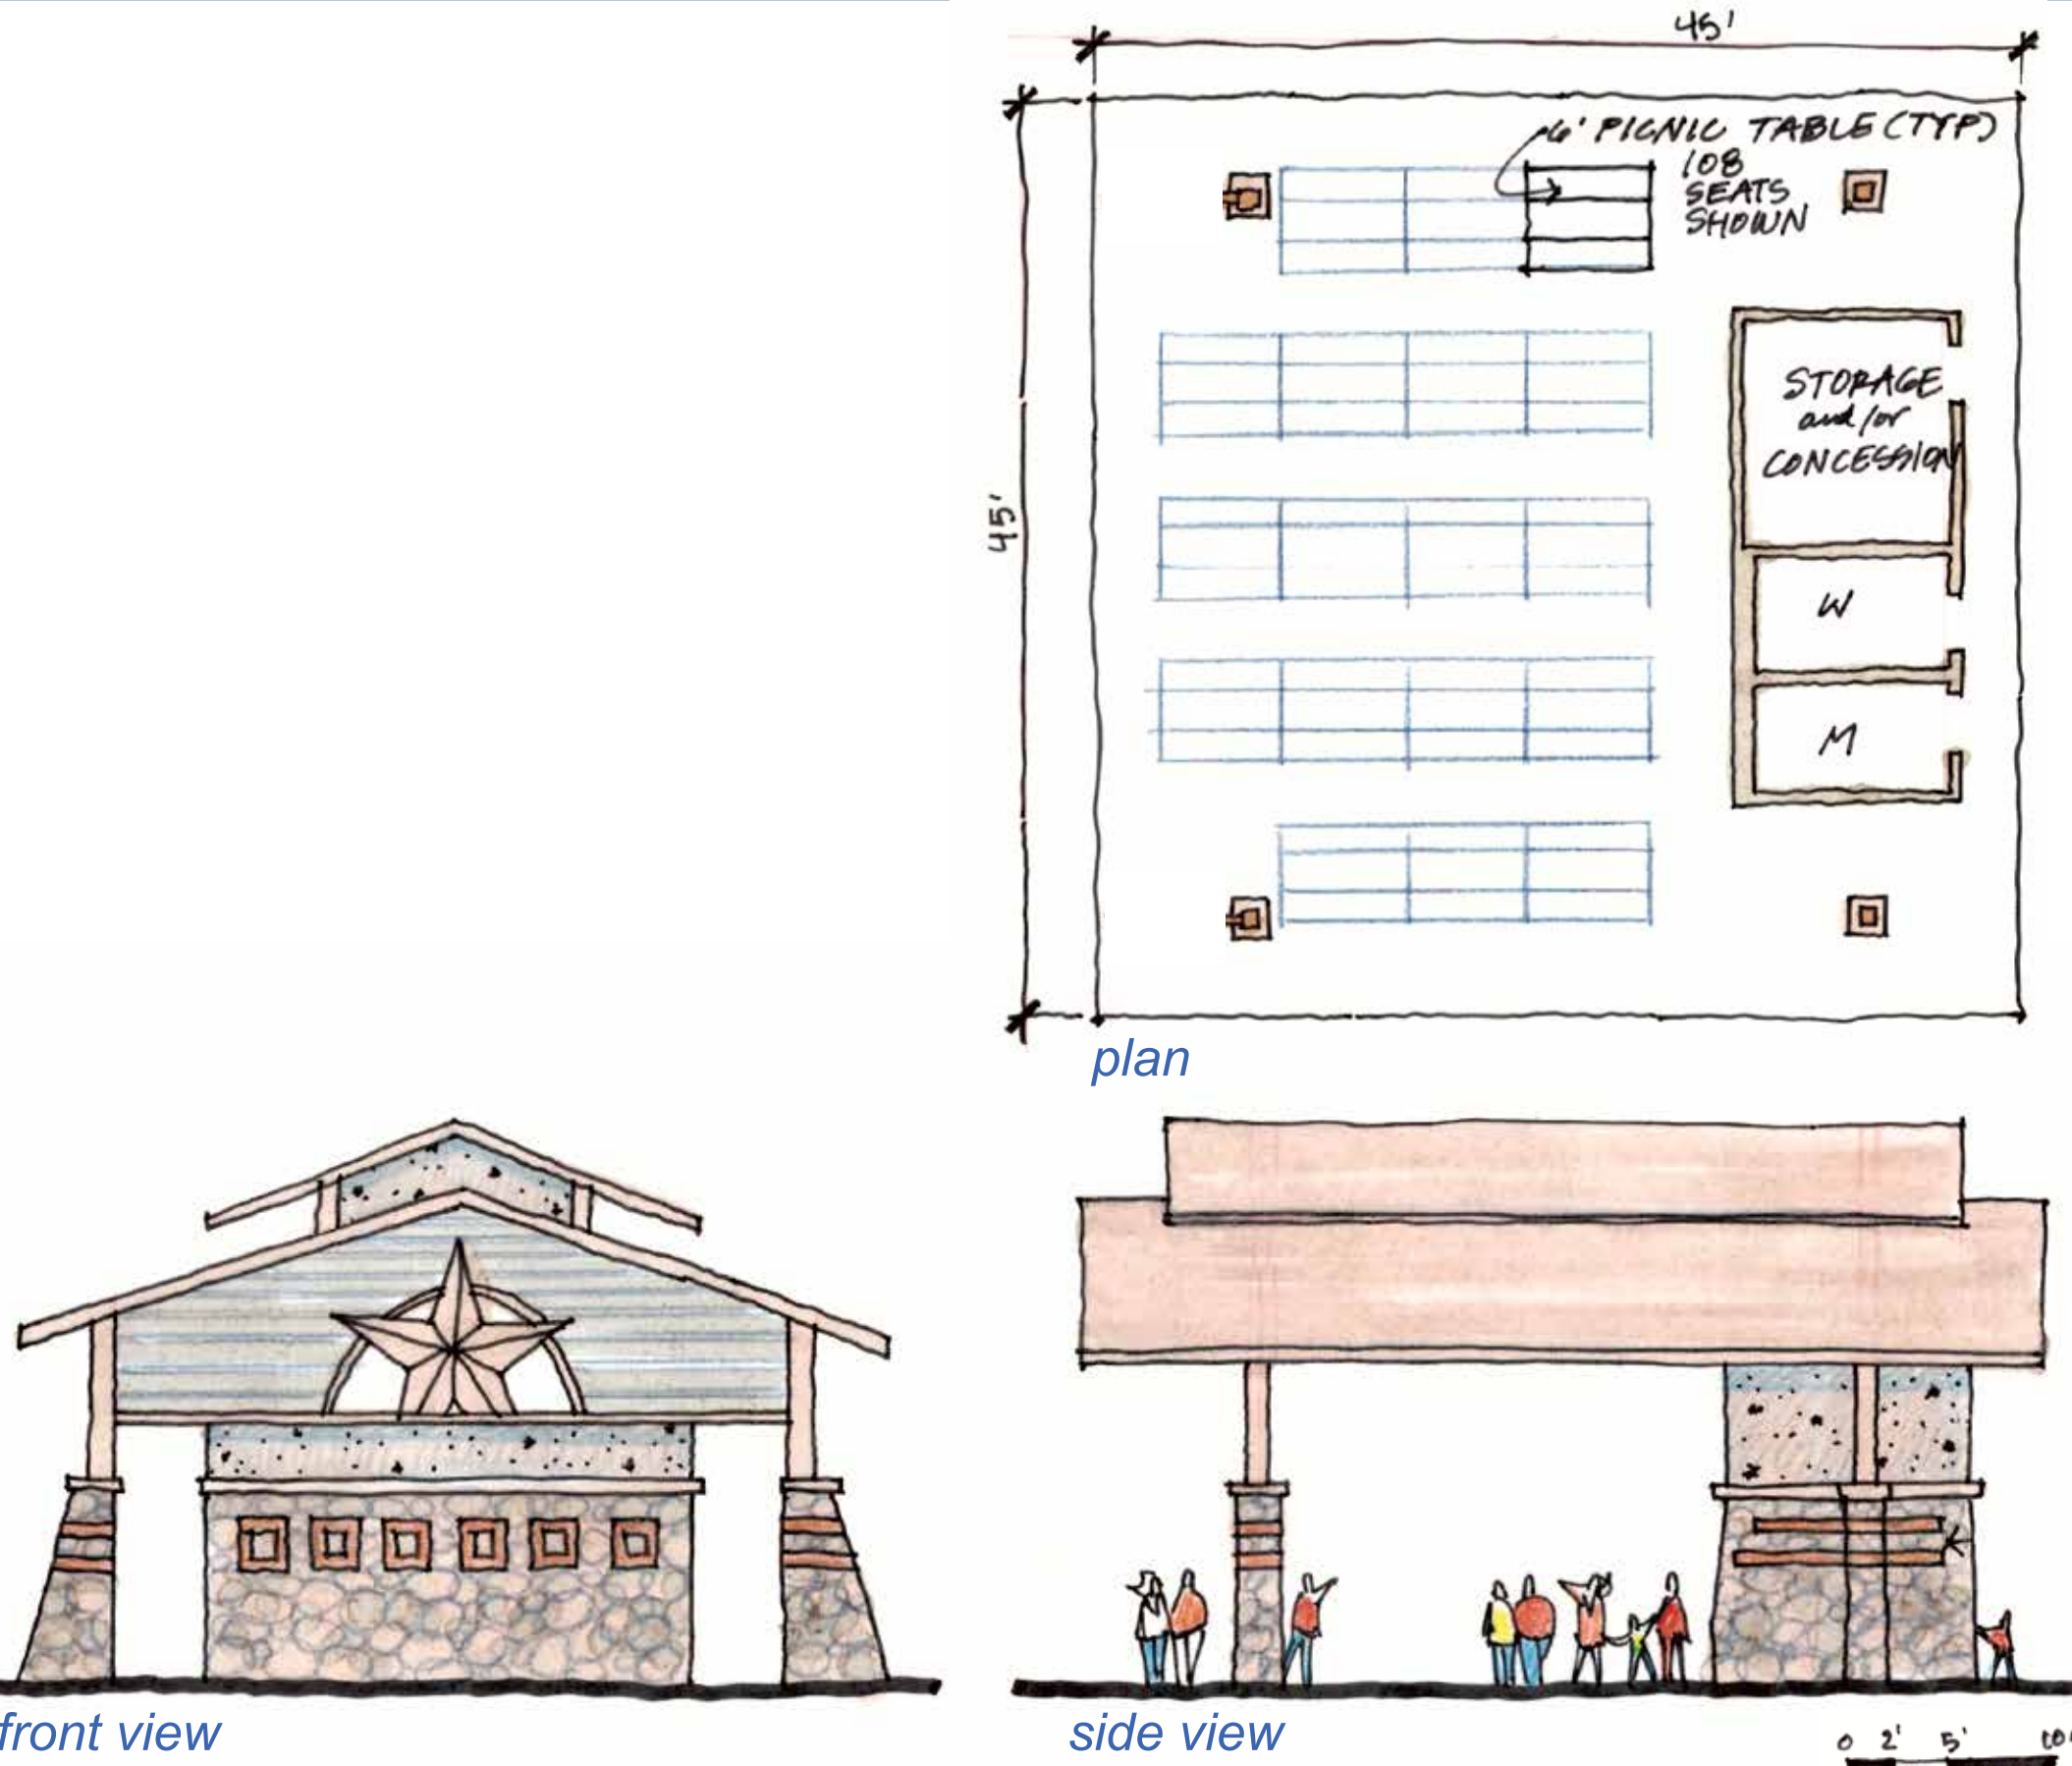 45'
6' PICNIC TABLE (TYP)
108
SEATS
SHOWN
STORAGE
and/or
CONCESSION
45'
W
M
plan
front view
side view
0 2' 5' 10'